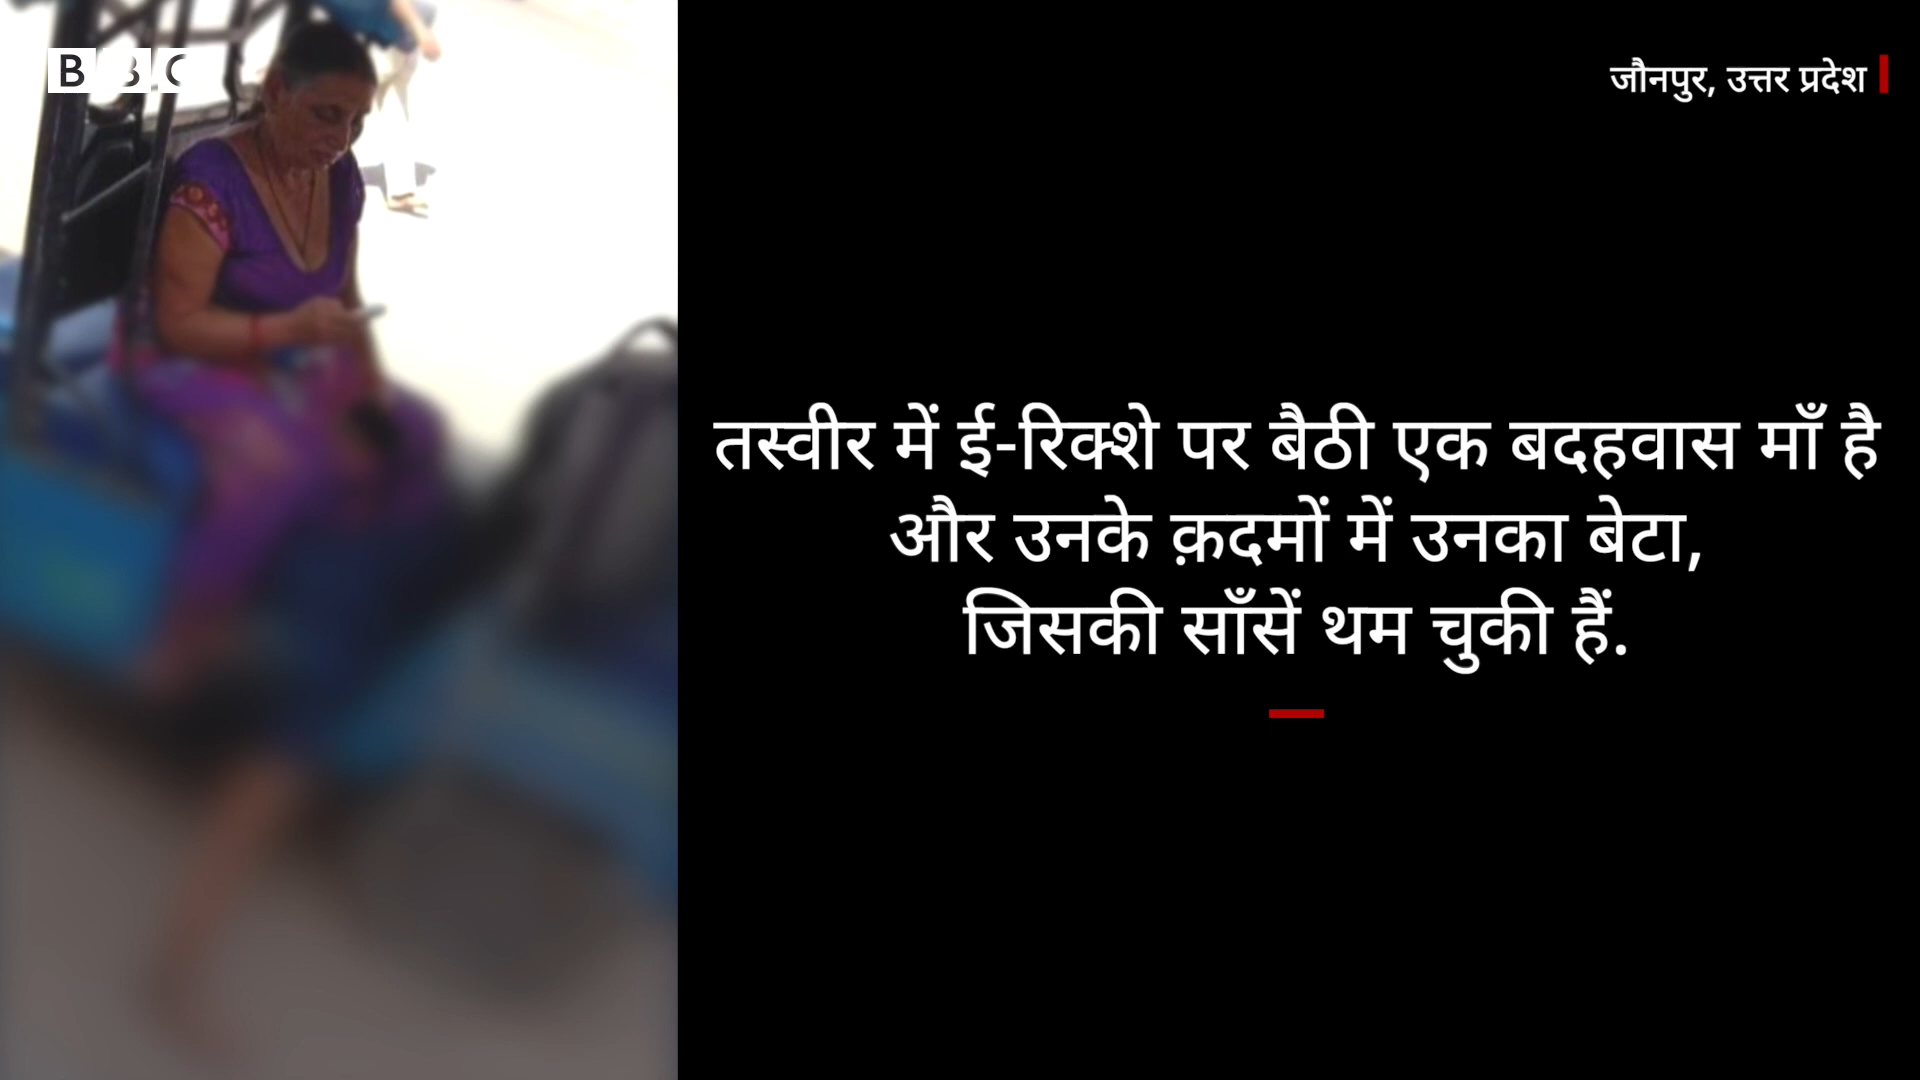 BBC
जौनपुर, उत्तर प्रदेश
तस्वीर में ई-रिक्शे पर बैठी एक बदहवास माँ है
और उनके क़दमों में उनका बेटा,
जिसकी साँसें थम चुकी हैं.